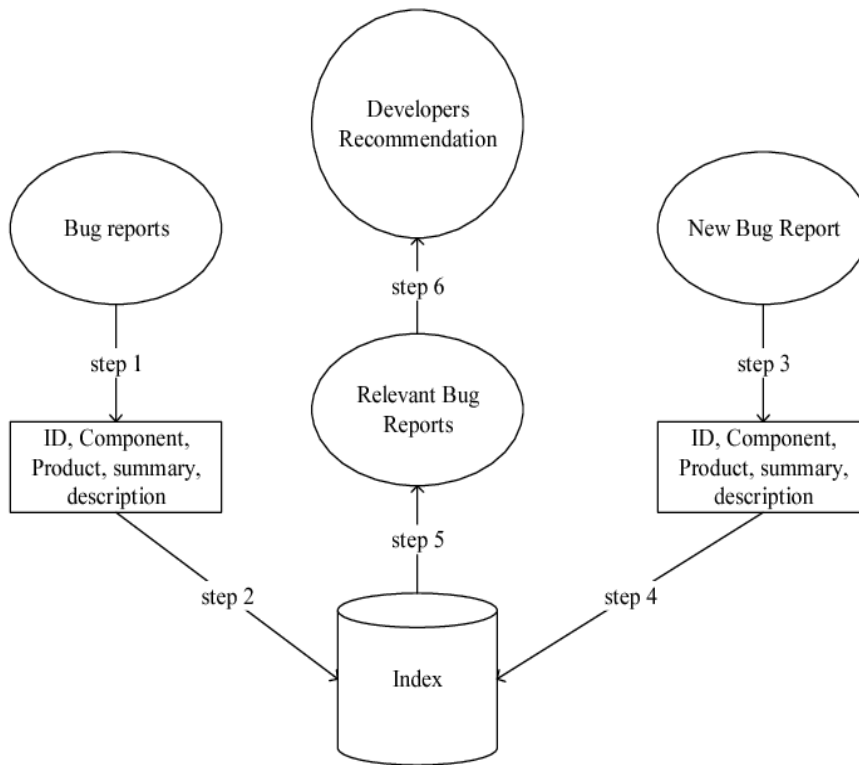 Developers
Recommendation
Bug reports
New Bug Report
step 6
step 1
step 3
Relevant Bug
Reports
ID, Component,
Product, summary,
description
ID, Component,
Product, summary,
description
step 5
step 2
step 4
Index